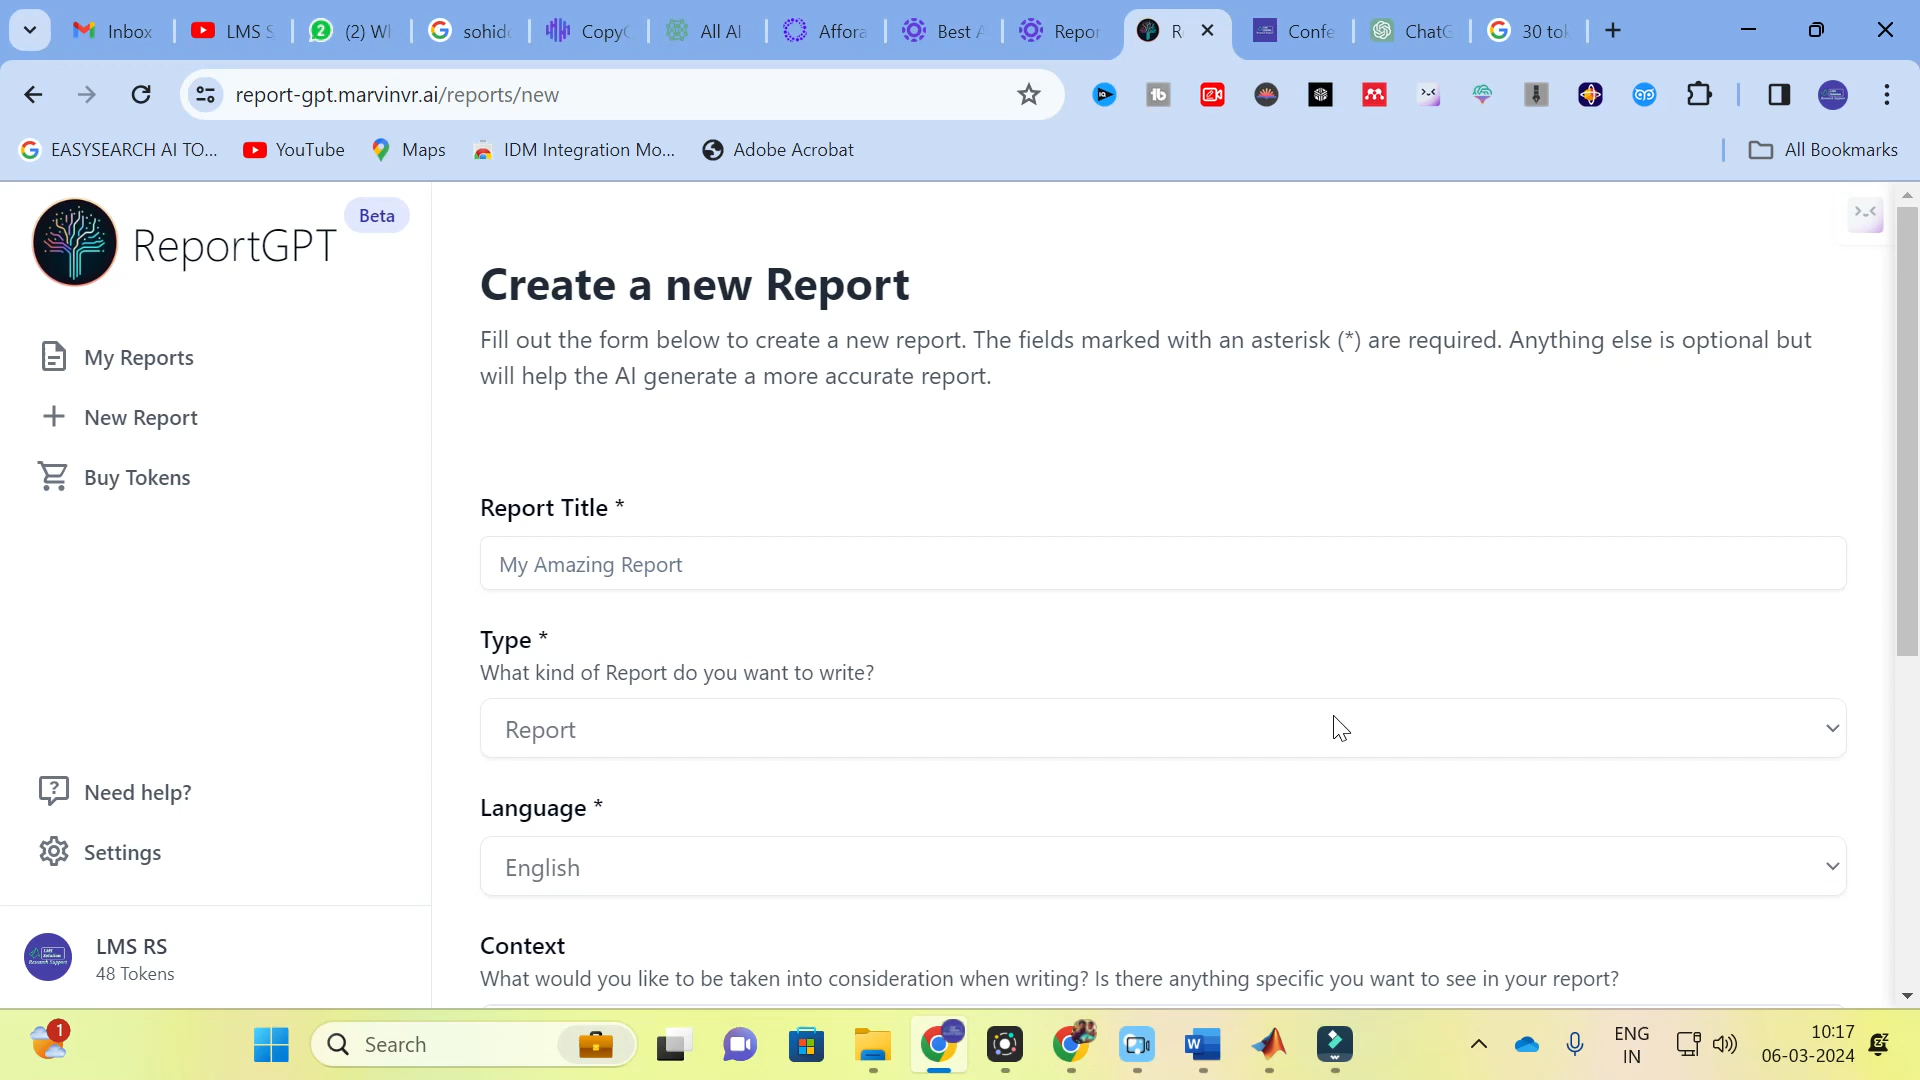 Inbox
LMS S
(2) Wh
sohid
Copy
All AI
Affora
Best A
Repor
R
Confe
ChatG
30 tok
report-gpt.marvinvr.ai/reports/new
EASYSEARCH AI TO...
YouTube
Maps
IDM Integration Mo...
Adobe Acrobat
All Bookmarks
ReportGPT
Beta
My Reports
New Report
Buy Tokens
Need help?
Settings
LMS RS
48 Tokens
Create a new Report
Fill out the form below to create a new report. The fields marked with an asterisk (*) are required. Anything else is optional but
will help the AI generate a more accurate report.
Report Title *
My Amazing Report
Type *
What kind of Report do you want to write?
Report
Language *
English
Context
What would you like to be taken into consideration when writing? Is there anything specific you want to see in your report?
1
Search
ENG
IN
10:17
06-03-2024